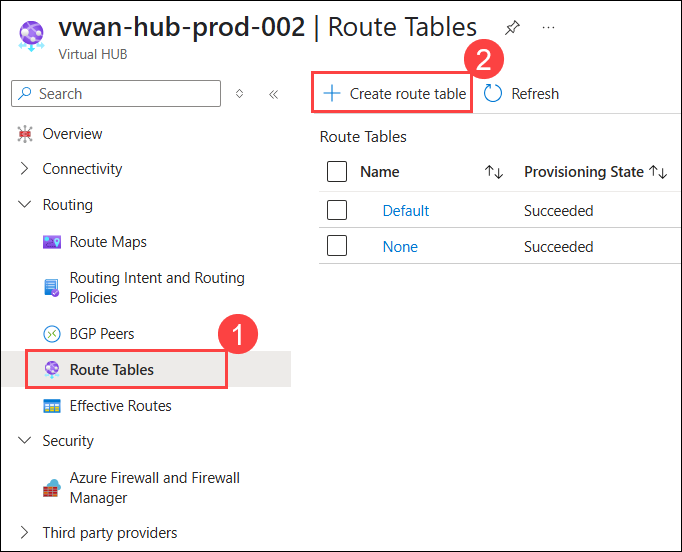 vwan-hub-prod-002 | Route Tables
Virtual HUB
2
Search
Create route table
Refresh
Overview
Connectivity
Routing
Route Maps
Routing Intent and Routing
Policies
BGP Peers
1
Route Tables
Effective Routes
Security
Azure Firewall and Firewall
Manager
Third party providers
Route Tables
Name
Provisioning State
Default
Succeeded
None
Succeeded